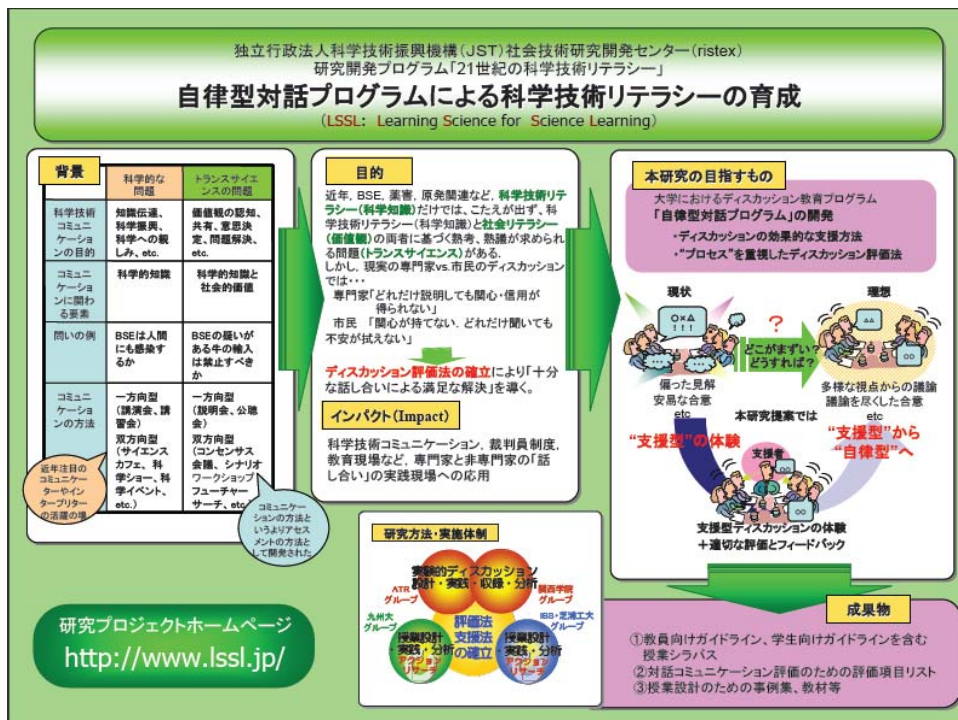 独立行政法人科学技術振興機構(JST)社会技術研究開発センター(ristex)
研究開発プログラム「21世紀の科学技術リテラシー」
自律型対話プログラムによる科学技術リテラシーの育成
(LSSL: Learning Science for Science Learning)
背景
科学的な
問題
トランスサイエ
ンスの問題
科学技術
コミュニ
ケーショ
ンの目的
知識伝達、
科学振興、
科学への親
しみ、etc.
価値観の認知、
共有、意思決
定、問題解決、
etc.
コミュニ
ケーション
に関わ
る要素
科学的知識
科学的知識と
社会的価値
問いの例
BSEは人間
にも感染す
るか
BSEの疑いが
ある牛の輸入
は禁止すべき
か
コミュニ
ケーショ
ンの方法
一方向型
(講演会、講
習会)
双方向型
(サイエンス
カフェ、科
学ショー、科
学イベント、
etc.)
一方向型
(説明会、公聴
会)
双方向型
(コンセンサス
会議、シナリオ
ワークショップ
フューチャー
サーチ、etc
近年注目の
コミュニケー
ターやイン
タープリター
の活躍の場
コミュニケー
ションの方法と
いうよりアセス
メントの方法と
して開発された
目的
近年, BSE, 薬害, 原発関連など, 科学技術リテ
ラシー(科学知識)だけでは、こたえが出ず、科
学技術リテラシー(科学知識)と社会リテラシー
(価値観)の両者に基づく熟考、熟議が求められ
る問題(トランスサイエンス)がある.
しかし, 現実の専門家vs.市民のディスカッション
では・・・
専門家「どれだけ説明しても関心・信用が
得られない」
市民 「関心が持てない. どれだけ聞いても
不安が拭えない」
ディスカッション評価法の確立により「十分
な話し合いによる満足な解決」を導く。
インパクト(Impact)
科学技術コミュニケーション, 裁判員制度,
教育現場など, 専門家と非専門家の「話
し合い」の実践現場への応用
本研究の目指すもの
大学におけるディスカッション教育プログラム
「自律型対話プログラム」の開発
・ディスカッションの効果的な支援方法
・"プロセス"を重視したディスカッション評価法
現状
理想
○×△
!!!
?
△△
□□
どこがまずい?
どうすれば?
偏った見解
安易な合意
etc
多様な視点からの議論
議論を尽くした合意
etc
本研究提案では
"支援型"の体験
"支援型"から
"自律型"へ
支援者
□□
支援型ディスカッションの体験
+適切な評価とフィードバック
研究方法・実施体制
実験的ディスカッション
設計・実践・収録・分析
ATR
グループ
関西学院
グループ
九州大
グループ
IBB・芝浦工大
グループ
評価法
支援法
の確立
授業設計
・実践・分析
アクション
リサーチ
授業設計
・実践・分析
アクション
リサーチ
研究プロジェクトホームページ
http://www.lssl.jp/
成果物
①教員向けガイドライン、学生向けガイドラインを含む
授業シラバス
②対話コミュニケーション評価のための評価項目リスト
③授業設計のための事例集、教材等